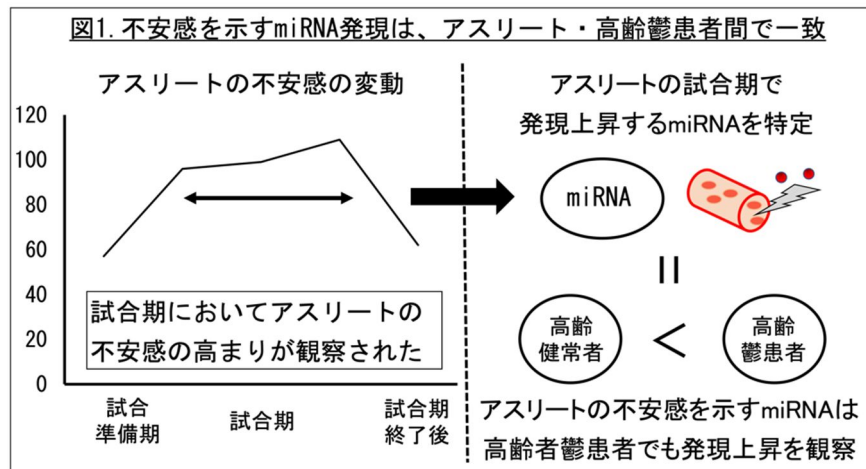 図1. 不安感を示すmiRNA発現は、アスリート・高齢鬱患者間で一致
アスリートの不安感の変動
120
100
80
60
40
20
0
試合期においてアスリートの
不安感の高まりが観察された
試合
準備期
試合期
試合期
終了後
アスリートの試合期で
発現上昇するmiRNAを特定
miRNA
=
高齢
健常者
<
高齢
鬱患者
アスリートの不安感を示すmiRNAは
高齢者鬱患者でも発現上昇を観察